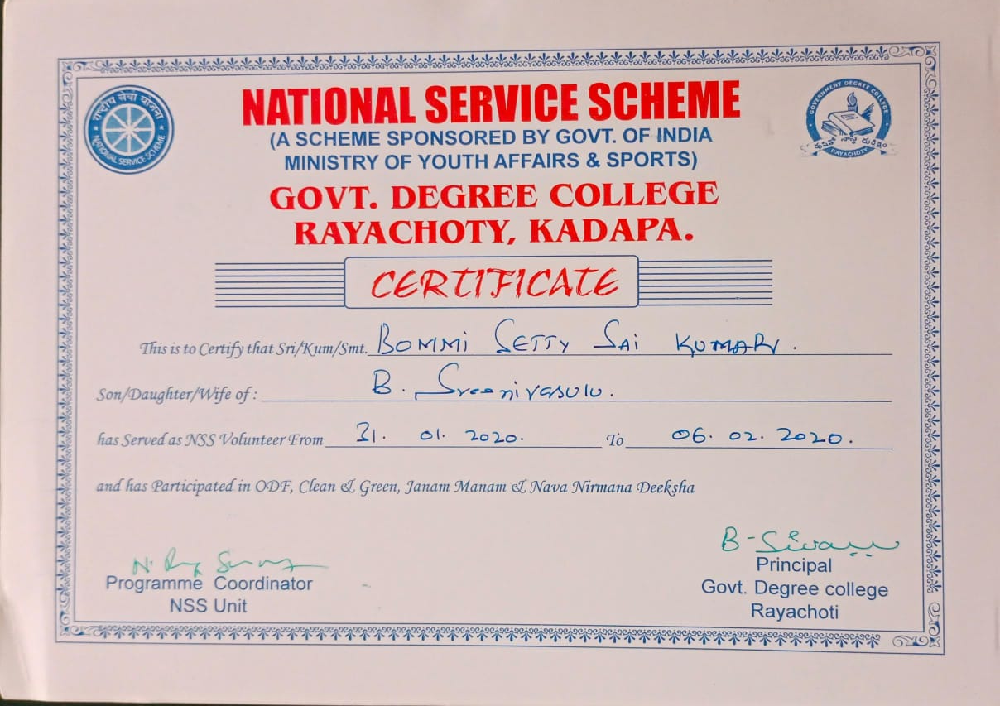 राष्ट्रीय सेवा योजना
NATIONAL SERVICE SCHEME
GOVERNMENT DEGREE COLLEGE
RAYACHOTY
NATIONAL SERVICE SCHEME
(A SCHEME SPONSORED BY GOVT. OF INDIA
MINISTRY OF YOUTH AFFAIRS & SPORTS)
GOVT. DEGREE COLLEGE
RAYACHOTY, KADAPA.
CERTIFICATE
This is to Certify that Sri/Kum/Smt. BOMMi SETTY SAi KUMAR.
Son/Daughter/Wife of : B. Sreenivasulu.
has Served as NSS Volunteer From 31. 01. 2020. To 06. 02. 2020.
and has Participated in ODF, Clean & Green, Janam Manam & Nava Nirmana Deeksha
Programme Coordinator
NSS Unit
B-
Principal
Govt. Degree college
Rayachoti